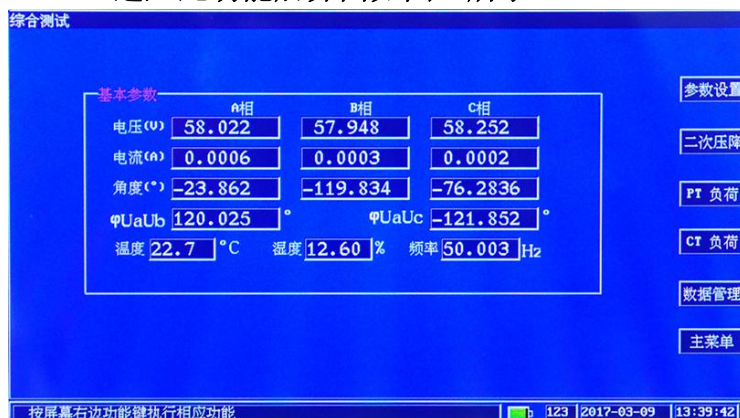 综合测试
基本参数
A相 B相 C相
电压(V) 58.022 57.948 58.252
电流(A) 0.0006 0.0003 0.0002
角度(°) -23.862 -119.834 -76.2836
φUaUb 120.025 ° φUaUc -121.852 °
温度 22.7 °C 湿度 12.60 % 频率 50.003 Hz
参数设置
二次压降
PT 负荷
CT 负荷
数据管理
主菜单
按屏幕右边功能键执行相应功能 123 2017-03-09 13:39:42